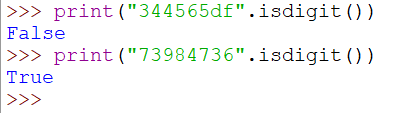 >>> print("344565df".isdigit())
False
>>> print("73984736".isdigit())
True
>>>